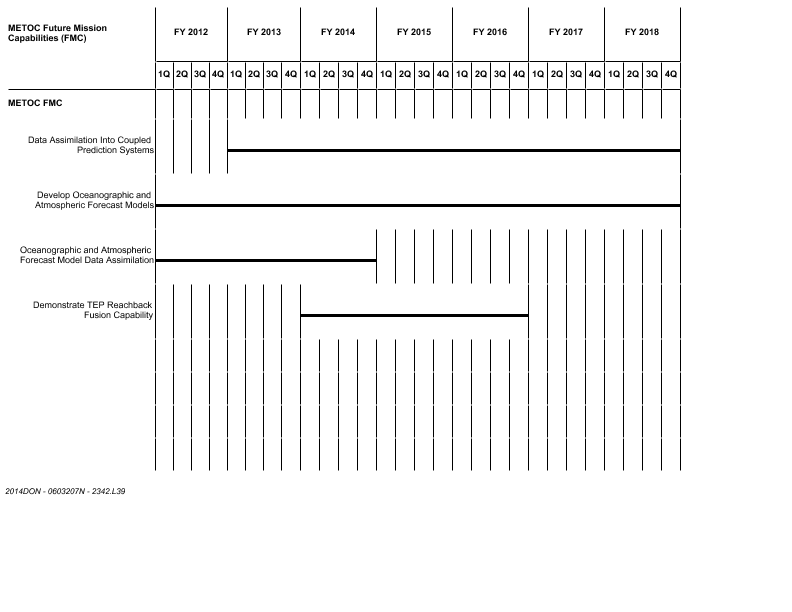 METOC Future Mission
Capabilities (FMC)
FY 2012 FY 2013 FY 2014 FY 2015 FY 2016 FY 2017 FY 2018
1Q 2Q 3Q 4Q 1Q 2Q 3Q 4Q 1Q 2Q 3Q 4Q 1Q 2Q 3Q 4Q 1Q 2Q 3Q 4Q 1Q 2Q 3Q 4Q 1Q 2Q 3Q 4Q
METOC FMC
Data Assimilation Into Coupled
Prediction Systems
Develop Oceanographic and
Atmospheric Forecast Models
Oceanographic and Atmospheric
Forecast Model Data Assimilation
Demonstrate TEP Reachback
Fusion Capability
2014DON - 0603207N - 2342.L39